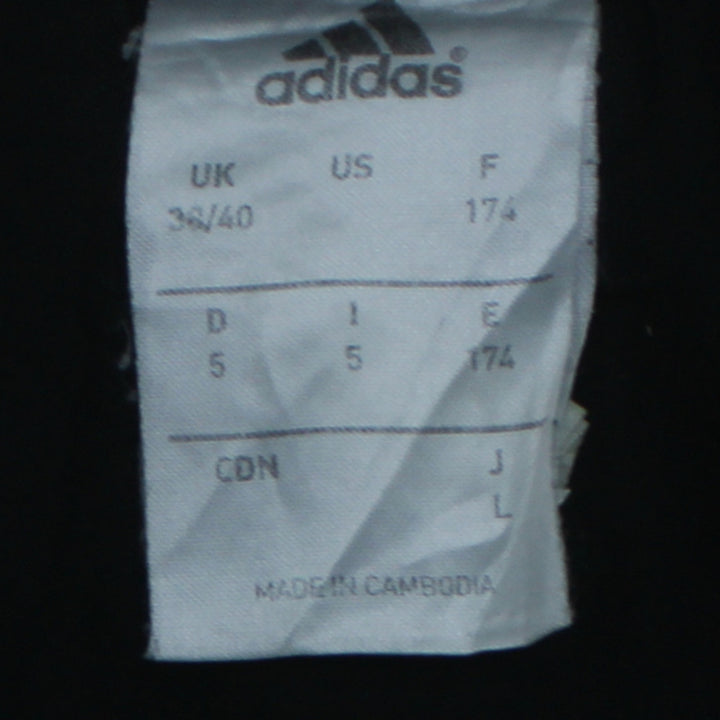 adidas®
UK US F
38/40 174
D I E
5 5 174
CDN J
L
MADE IN CAMBODIA